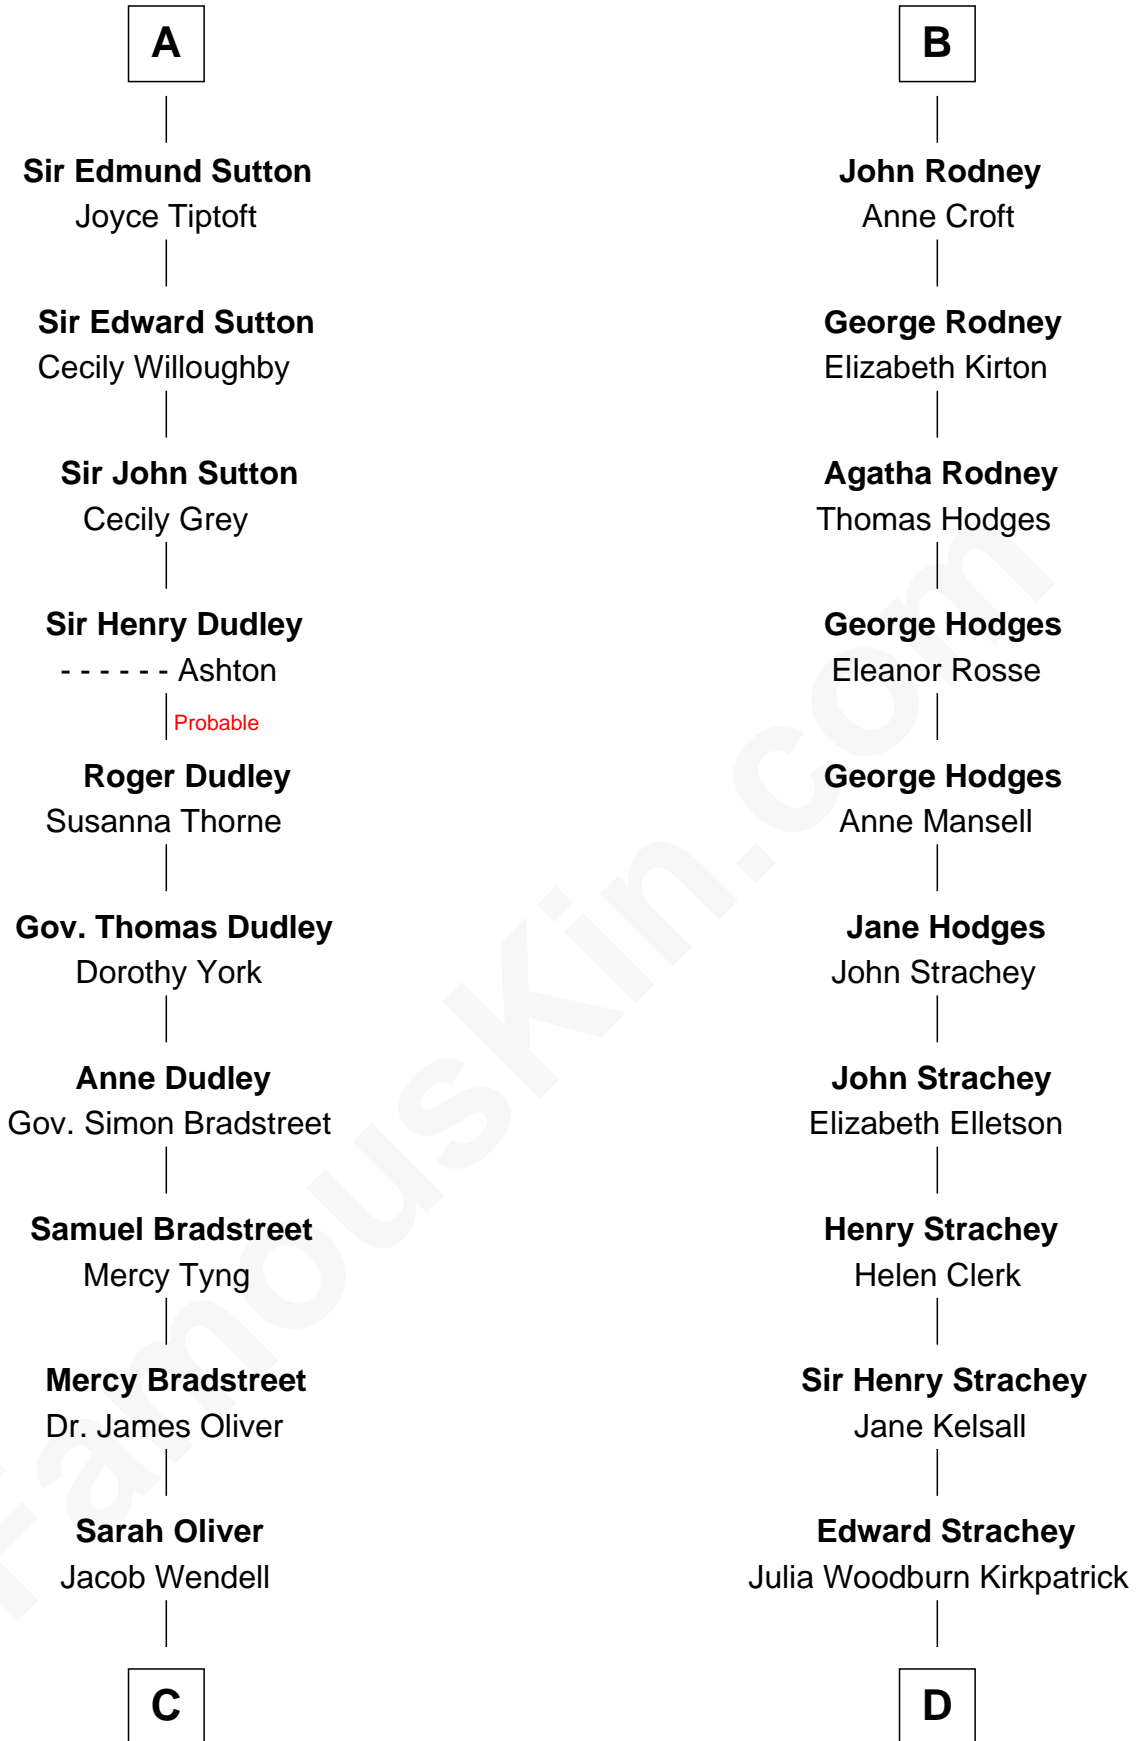 A
Sir Edmund Sutton
Joyce Tiptoft
Sir Edward Sutton
Cecily Willoughby
Sir John Sutton
Cecily Grey
Sir Henry Dudley
- - - - - - Ashton
Probable
Roger Dudley
Susanna Thorne
Gov. Thomas Dudley
Dorothy York
Anne Dudley
Gov. Simon Bradstreet
Samuel Bradstreet
Mercy Tyng
Mercy Bradstreet
Dr. James Oliver
Sarah Oliver
Jacob Wendell
C
B
John Rodney
Anne Croft
George Rodney
Elizabeth Kirton
Agatha Rodney
Thomas Hodges
George Hodges
Eleanor Rosse
George Hodges
Anne Mansell
Jane Hodges
John Strachey
John Strachey
Elizabeth Elletson
Henry Strachey
Helen Clerk
Sir Henry Strachey
Jane Kelsall
Edward Strachey
Julia Woodburn Kirkpatrick
D
FamousKin.com